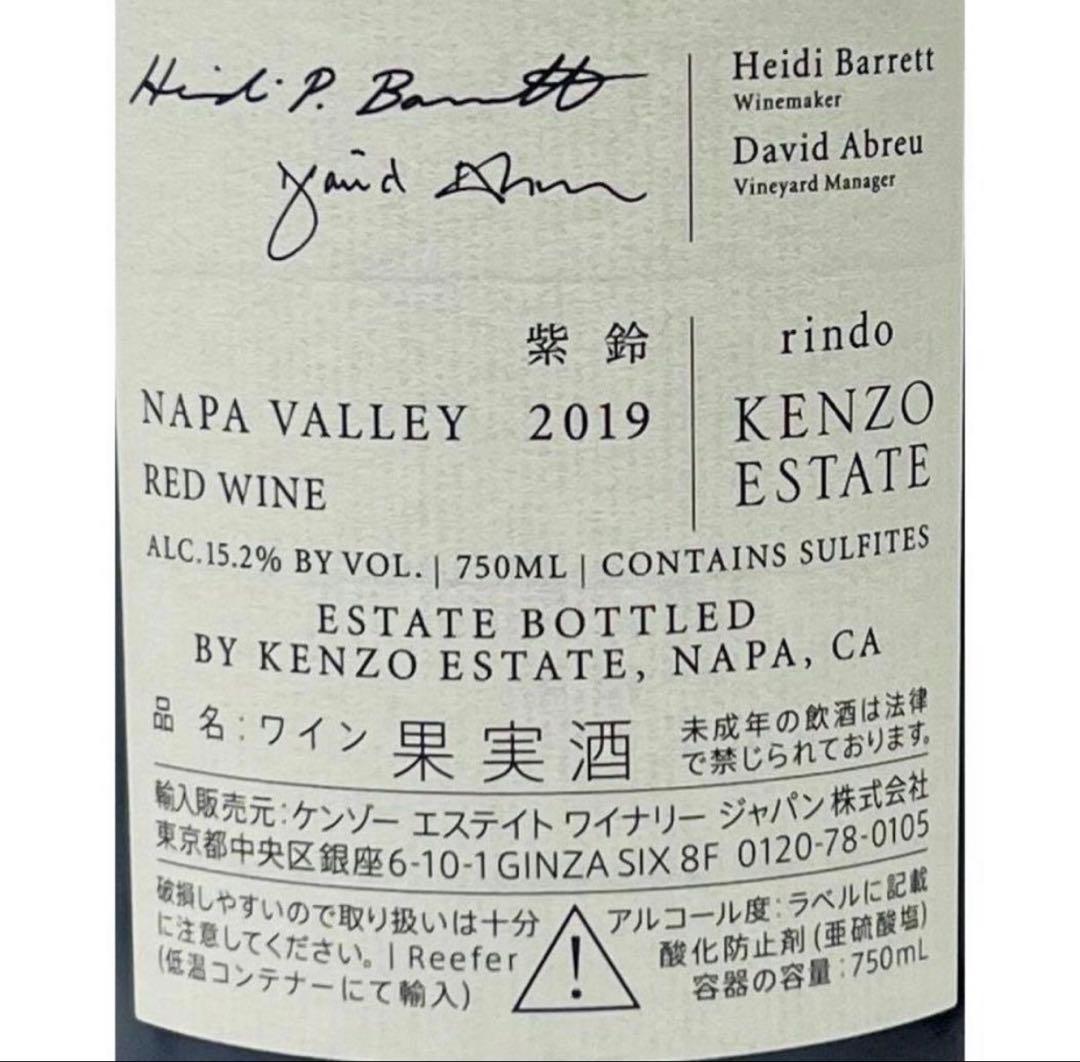 Heidi P. Barrett
David Abreu
Heidi Barrett
Winemaker
David Abreu
Vineyard Manager
紫鈴
NAPA VALLEY 2019
RED WINE
rindo
KENZO
ESTATE
ALC.15.2% BY VOL. | 750ML | CONTAINS SULFITES
ESTATE BOTTLED
BY KENZO ESTATE, NAPA, CA
品名:ワイン 果実酒
未成年の飲酒は法律
で禁じられております。
輸入販売元:ケンゾー エステイト ワイナリー ジャパン 株式会社
東京都中央区銀座6-10-1 GINZA SIX 8F 0120-78-0105
破損しやすいので取り扱いは十分
に注意してください。| Reefer
(低温コンテナーにて輸入)
アルコール度:ラベルに記載
酸化防止剤(亜硫酸塩)
容器の容量:750mL